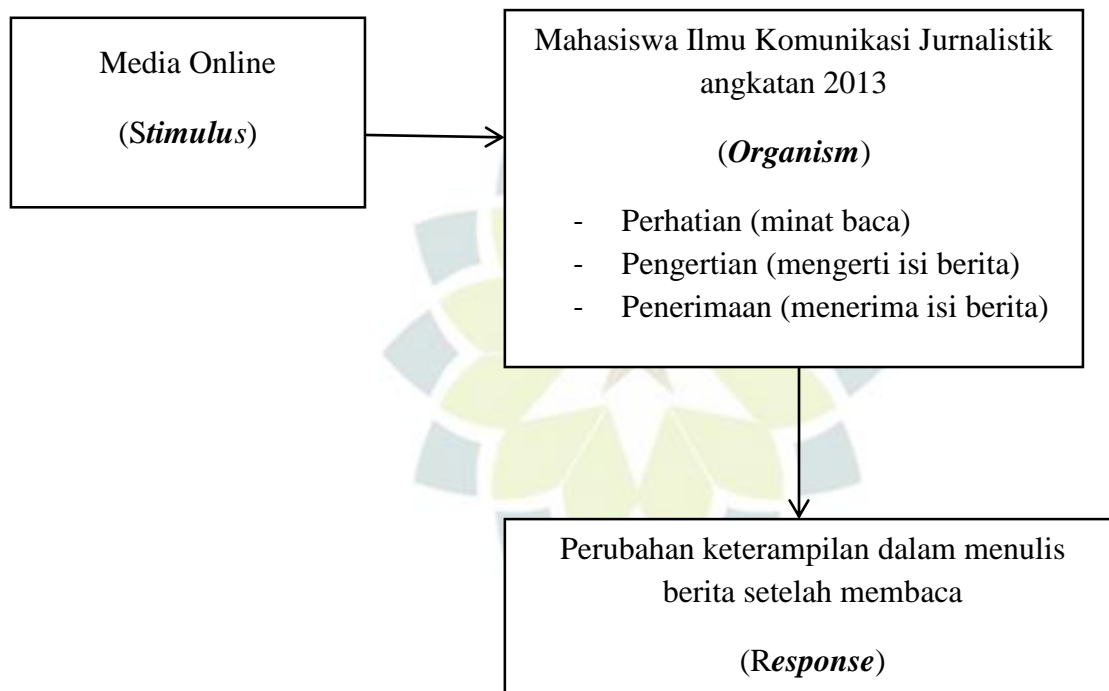 Media Online
(Stimulus)
Mahasiswa Ilmu Komunikasi Jurnalistik
angkatan 2013
(Organism)
- Perhatian (minat baca)
- Pengertian (mengerti isi berita)
- Penerimaan (menerima isi berita)
Perubahan keterampilan dalam menulis
berita setelah membaca
(Response)